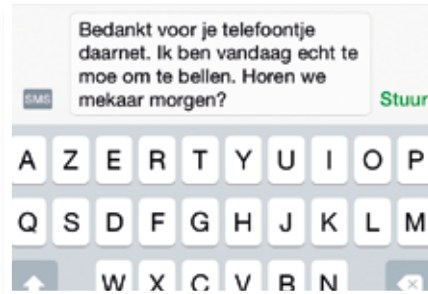 Bedankt voor je telefoontje
daarnet. Ik ben vandaag echt te
moe om te bellen. Horen we
mekaar morgen?
SMS
Stuur
A Z E R T Y U I O P
Q S D F G H J K L M
W X C V B N